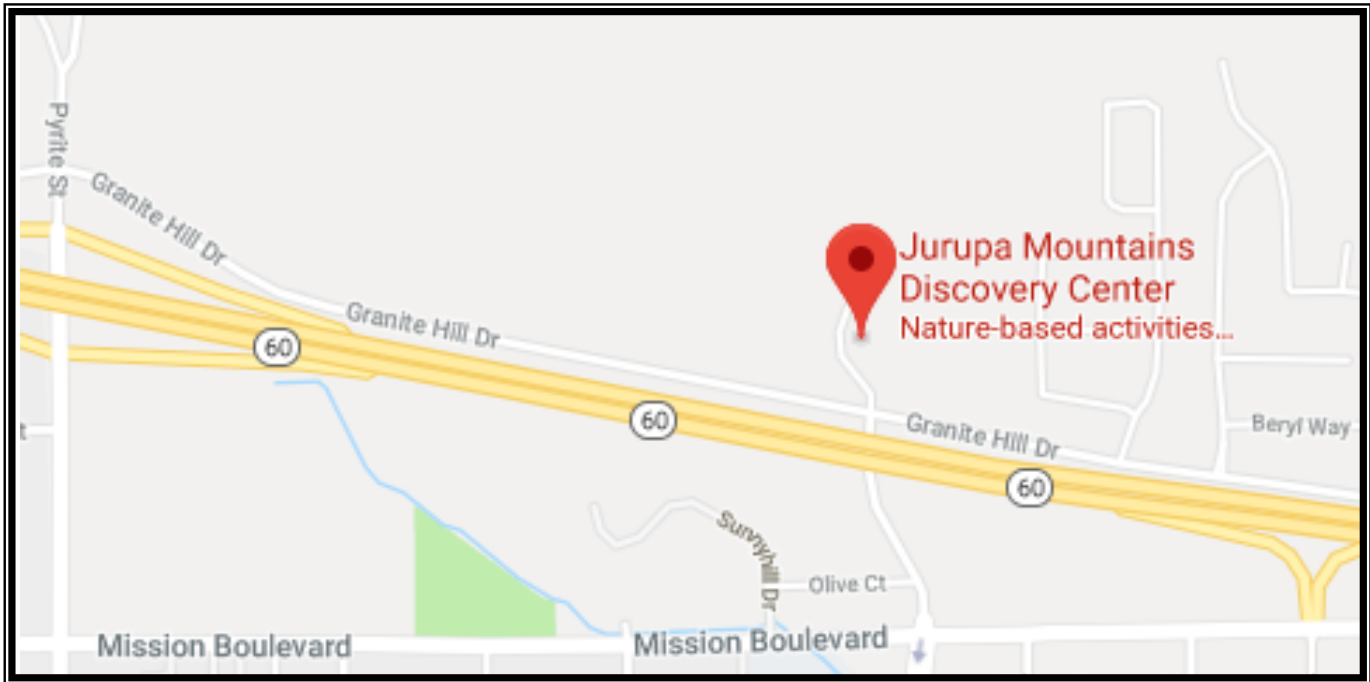 Pyrite St
Granite Hill Dr
Jurupa Mountains
Discovery Center
Nature-based activities...
Granite Hill Dr
60
60
Granite Hill Dr
Beryl Way
60
Sunnyhill Dr
Olive Ct
Mission Boulevard
Mission Boulevard